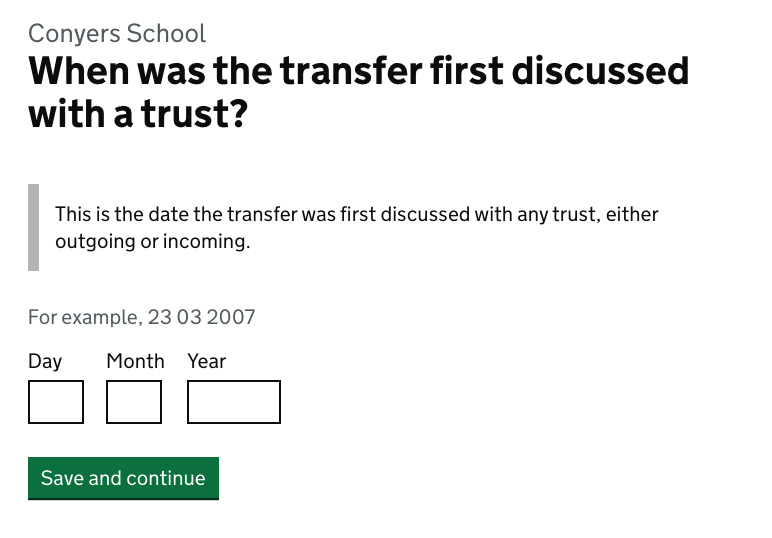 Conyers School
When was the transfer first discussed
with a trust?
This is the date the transfer was first discussed with any trust, either
outgoing or incoming.
For example, 23 03 2007
Day Month Year
Save and continue